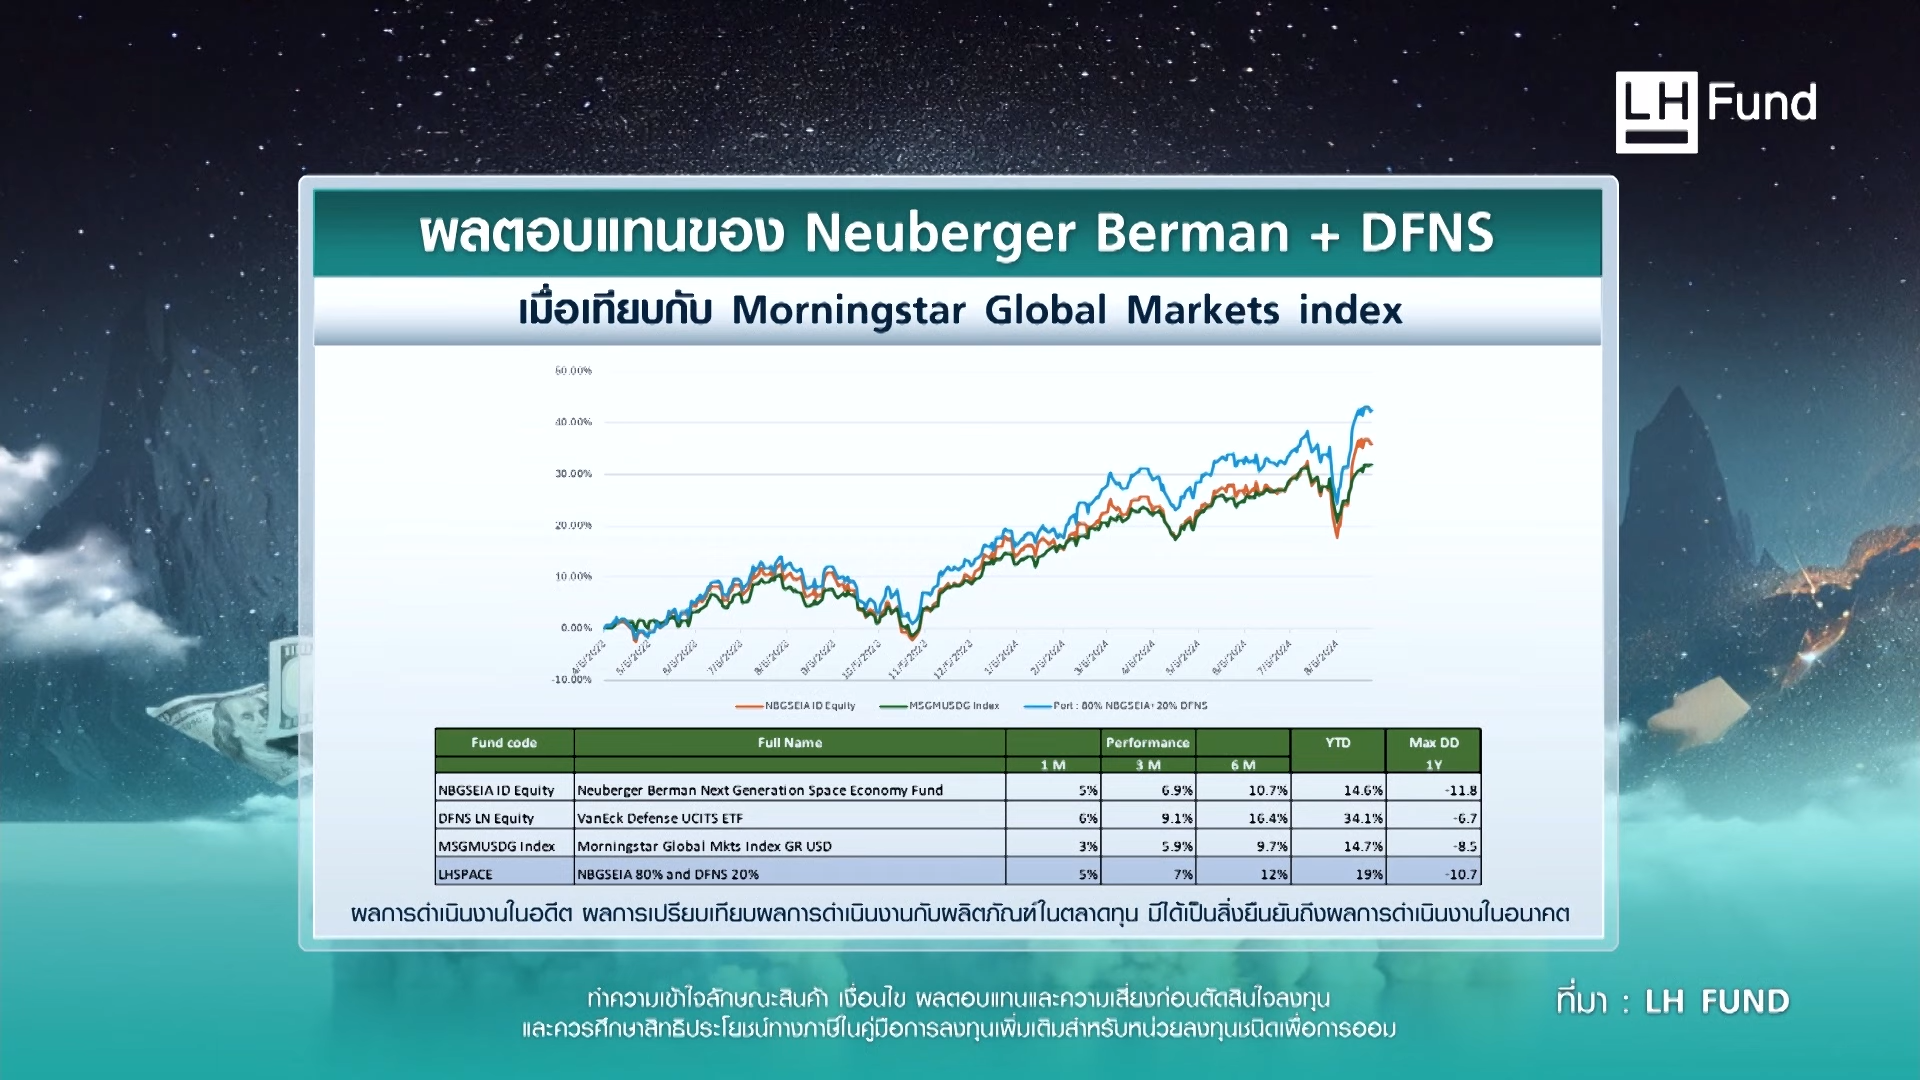 LH Fund
ผลตอบแทนของ Neuberger Berman + DFNS
เมื่อเทียบกับ Morningstar Global Markets index
50.00%
40.00%
30.00%
20.00%
10.00%
0.00%
-10.00%
NBGSEIA ID Equity MSGMUSDG Index Port : 80% NBGSEIA+ 20% DFNS
Fund code Full Name Performance YTD Max DD
1 M 3 M 6 M 1Y
NBGSEIA ID Equity Neuberger Berman Next Generation Space Economy Fund 5% 6.9% 10.7% 14.6% -11.8
DFNS LN Equity VanEck Defense UCITS ETF 6% 9.1% 16.4% 34.1% -6.7
MSGMUSDG Index Morningstar Global Mkts Index GR USD 3% 5.9% 9.7% 14.7% -8.5
LHSPACE NBGSEIA 80% and DFNS 20% 5% 7% 12% 19% -10.7
ผลการดำเนินงานในอดีต ผลการเปรียบเทียบผลการดำเนินงานกับผลิตภัณฑ์ในตลาดทุน มิได้เป็นสิ่งยืนยันถึงผลการดำเนินงานในอนาคต
ทำความเข้าใจลักษณะสินค้า เงื่อนไข ผลตอบแทนและความเสี่ยงก่อนตัดสินใจลงทุน
และควรศึกษาสิทธิประโยชน์ทางภาษีในคู่มือการลงทุนเพิ่มเติมสำหรับหน่วยลงทุนชนิดเพื่อการออม
ที่มา : LH FUND